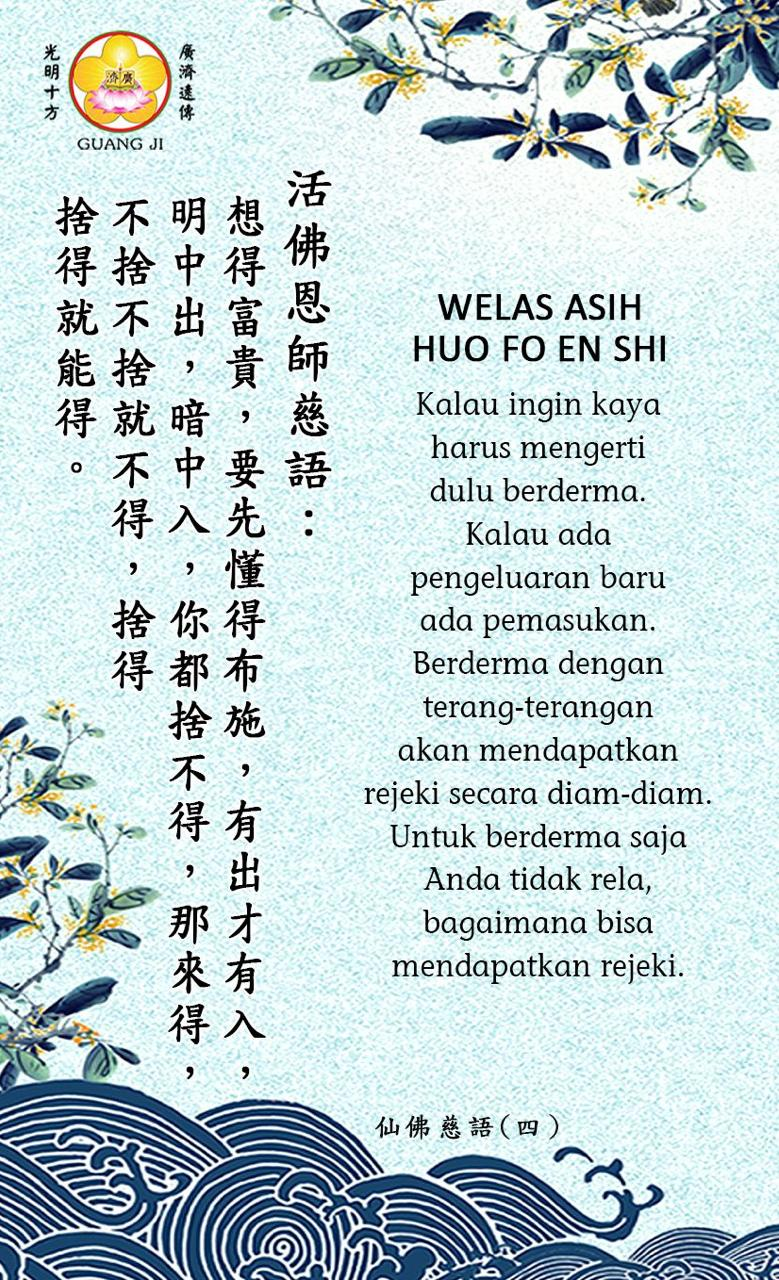 光明十方
廣濟遠傳
廣濟
GUANG JI
活佛恩師慈語：
想得富貴，要先懂得布施，有出才有入，
明中出，暗中入，你都捨不得，那來得，
不捨不捨就不得，捨得
捨得就能得。
WELAS ASIH
HUO FO EN SHI
Kalau ingin kaya
harus mengerti
dulu berderma.
Kalau ada
pengeluaran baru
ada pemasukan.
Berderma dengan
terang-terangan
akan mendapatkan
rejeki secara diam-diam.
Untuk berderma saja
Anda tidak rela,
bagaimana bisa
mendapatkan rejeki.
仙佛慈語(四)